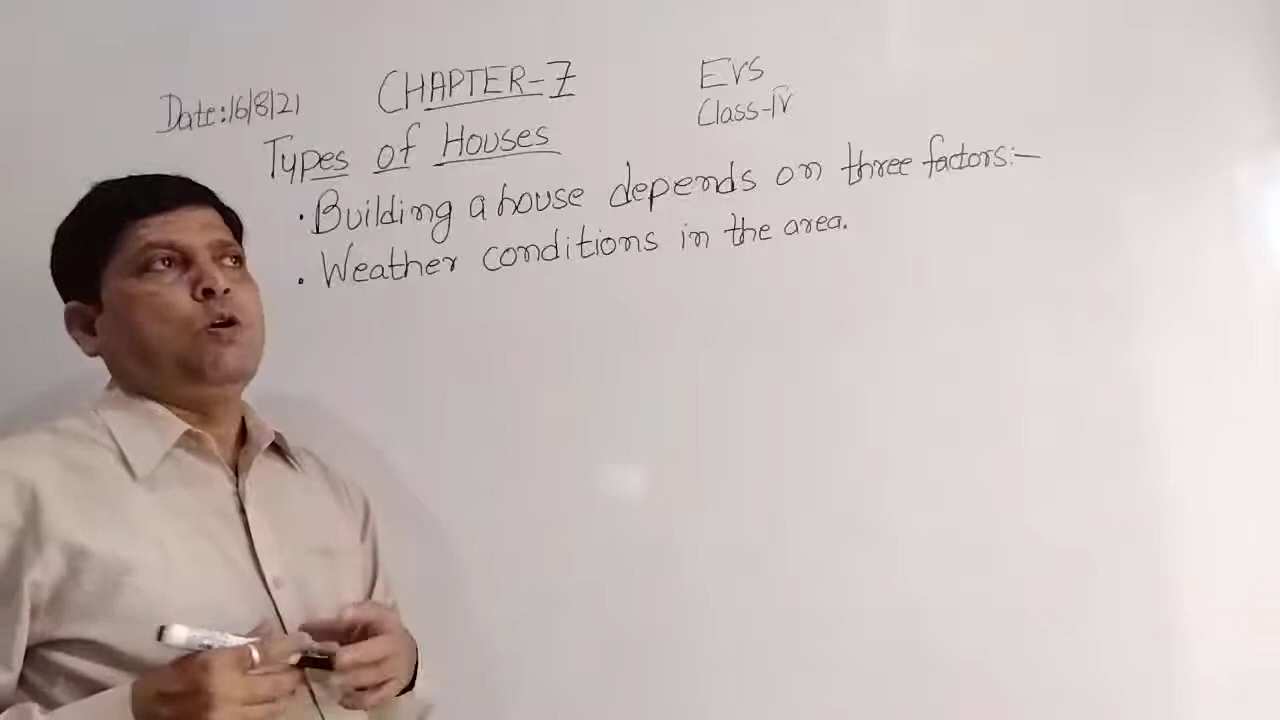 Date:16/8/21 CHAPTER-7 EVS
Class-IV
Types of Houses
. Building a house depends on three factors:-
. Weather conditions in the area.